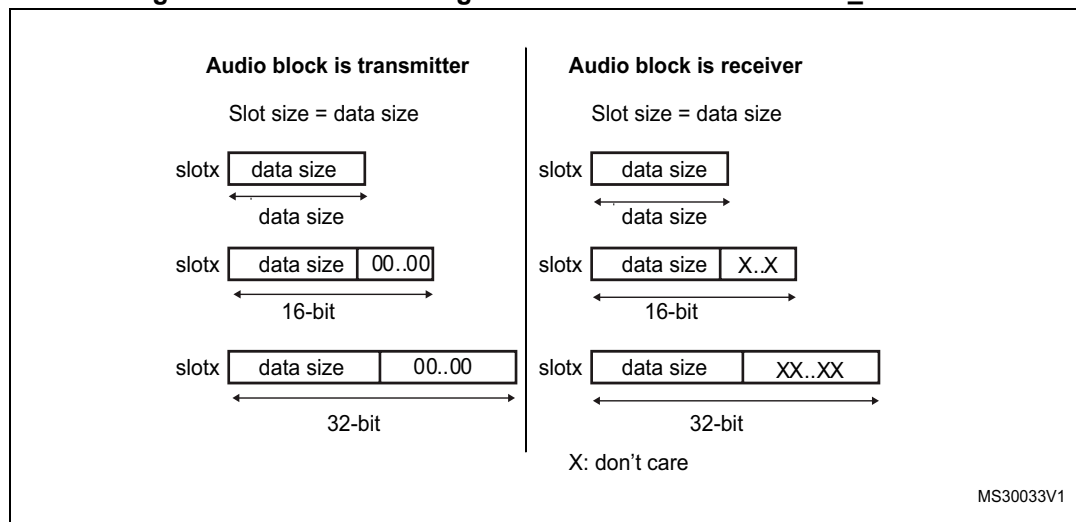 Audio block is transmitter
Slot size = data size
slotx data size
data size
slotx data size 00..00
16-bit
slotx data size 00..00
32-bit
Audio block is receiver
Slot size = data size
slotx data size
data size
slotx data size X..X
16-bit
slotx data size XX..XX
32-bit
X: don't care
MS30033V1